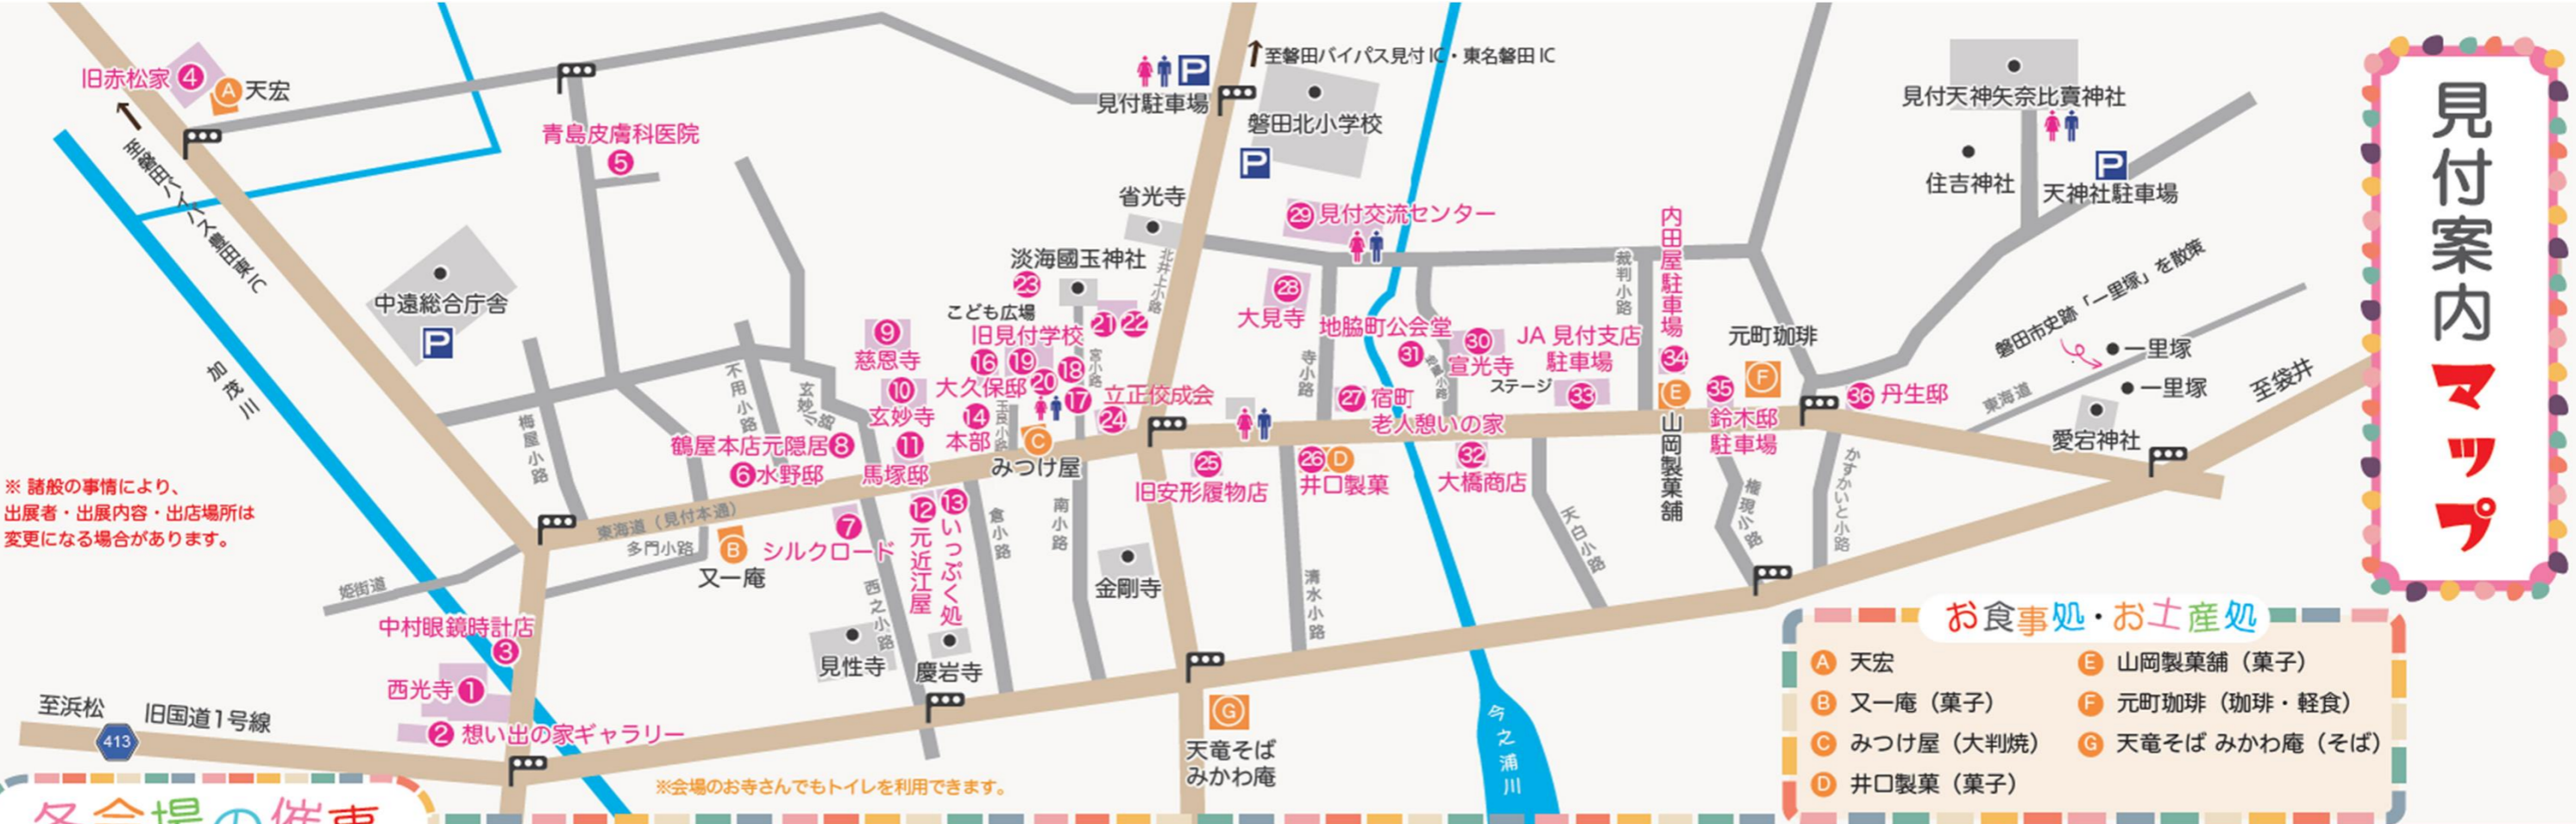 見付案内マップ
旧赤松家 4
A 天宏
至磐田バイパス豊田東IC
青島皮膚科医院
5
見付駐車場
P
至磐田バイパス見付IC・東名磐田IC
磐田北小学校
P
見付天神矢奈比賣神社
住吉神社
P
天神社駐車場
省光寺
29 見付交流センター
中遠総合庁舎
P
加茂川
淡海國玉神社
23
こども広場
旧見付学校
21 22
16 19 18
大久保邸 20
17
北井上小路
宮小路
28
大見寺
地脇町公会堂
31
寺小路
30
宣光寺
JA 見付支店
駐車場
ステージ
33
裁判小路
内田屋駐車場
34
元町珈琲
F
磐田市史跡「一里塚」を散策
一里塚
一里塚
東海道
至袋井
愛宕神社
9
慈恩寺
10
玄妙寺
11
馬塚邸
14
本部
C
みつけ屋
立正佼成会
24
27 宿町
老人憩いの家
E
山岡製菓舗
35
鈴木邸
駐車場
36 丹生邸
梅屋小路
不用小路
玄妙小路
鶴屋本店元隠居 8
6 水野邸
東海道(見付本通)
多門小路
B
又一庵
7
シルクロード
12
元近江屋
13
いっぷく処
倉小路
南小路
25
旧安形履物店
26 D
井口製菓
32
大橋商店
天白小路
権現小路
かすかいと小路
※ 諸般の事情により、
出展者・出展内容・出店場所は
変更になる場合があります。
姫街道
西之小路
見性寺
慶岩寺
金剛寺
清水小路
中村眼鏡時計店
3
西光寺 1
2 想い出の家ギャラリー
至浜松
旧国道1号線
413
G
天竜そば
みかわ庵
今之浦川
※会場のお寺さんでもトイレを利用できます。
お食事処・お土産処
A 天宏
B 又一庵(菓子)
C みつけ屋(大判焼)
D 井口製菓(菓子)
E 山岡製菓舗(菓子)
F 元町珈琲(珈琲・軽食)
G 天竜そば みかわ庵(そば)
各会場の催事